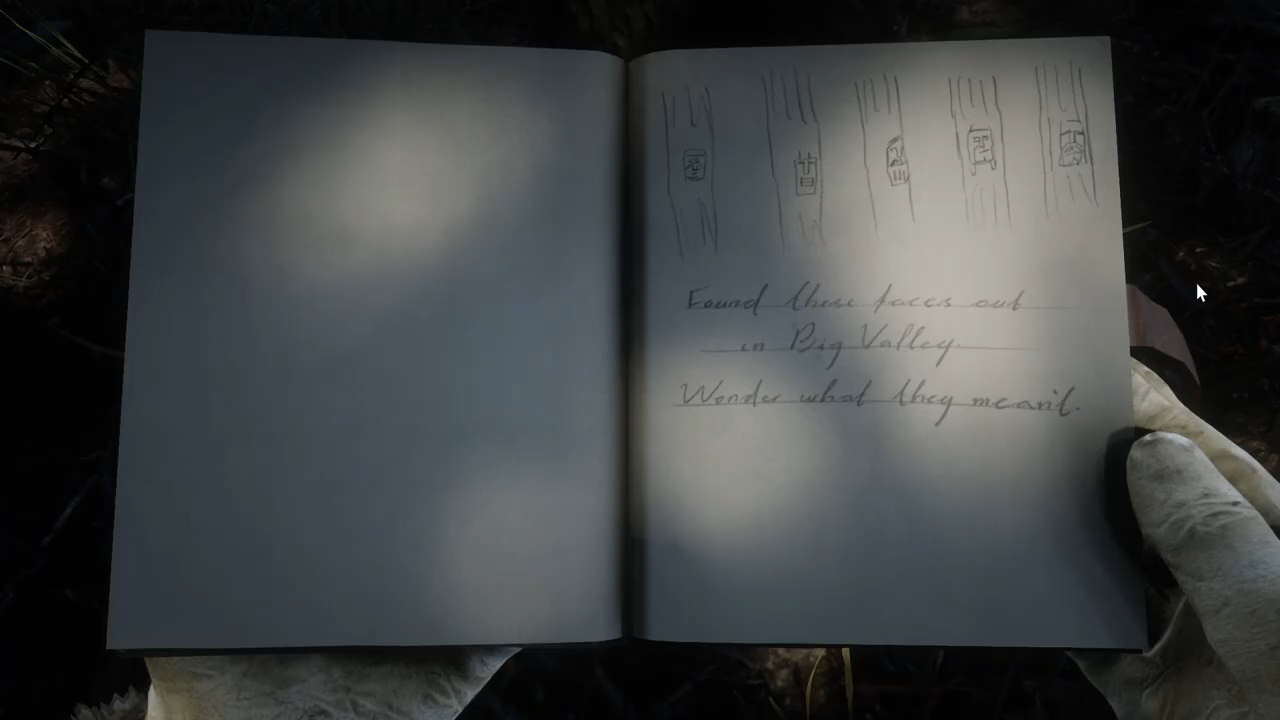 Found these faces out
in Big Valley.
Wonder what they meant.